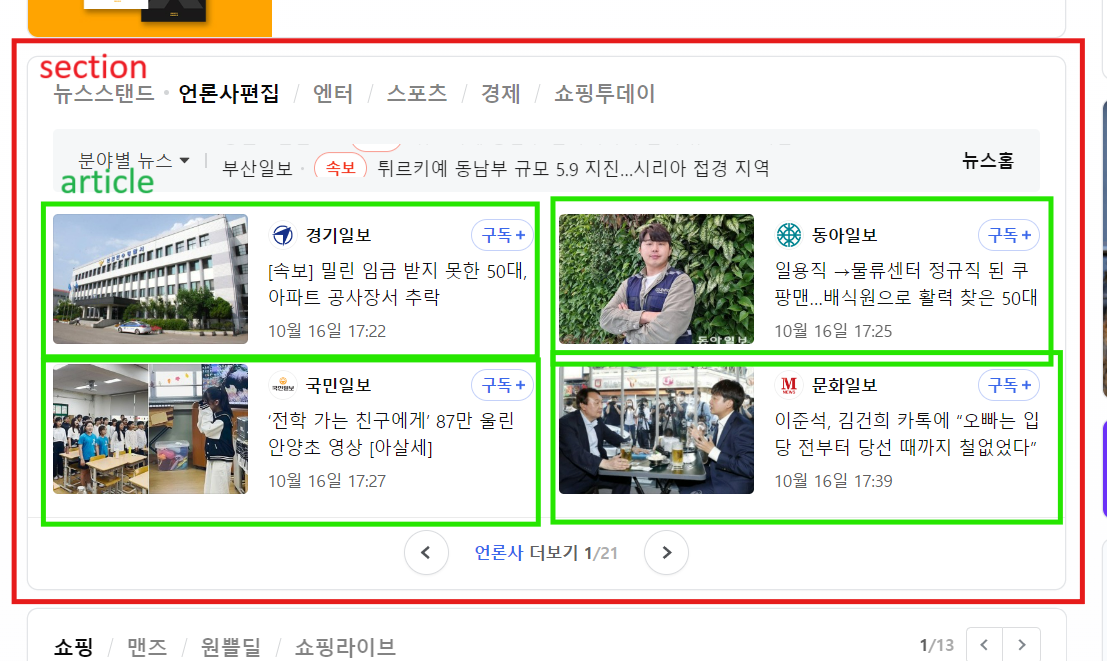 section
뉴스스탠드 · 언론사편집 / 엔터 / 스포츠 / 경제 / 쇼핑투데이
분야별 뉴스 | 부산일보 · 속보 튀르키예 동남부 규모 5.9 지진...시리아 접경 지역 뉴스홈
article
경기일보 구독+
[속보] 밀린 임금 받지 못한 50대,
아파트 공사장서 추락
10월 16일 17:22
동아일보
동아일보 구독+
일용직 →물류센터 정규직 된 쿠
팡맨...배식원으로 활력 찾은 50대
10월 16일 17:25
국민일보
국민일보 구독+
‘전학 가는 친구에게’ 87만 울린
안양초 영상 [아살세]
10월 16일 17:27
M
NEWS
문화일보 구독+
이준석, 김건희 카톡에 “오빠는 입
당 전부터 당선 때까지 철없었다”
10월 16일 17:39
< 언론사 더보기 1/21 >
쇼핑 / 맨즈 / 원쁠딜 / 쇼핑라이브 1/13 < >